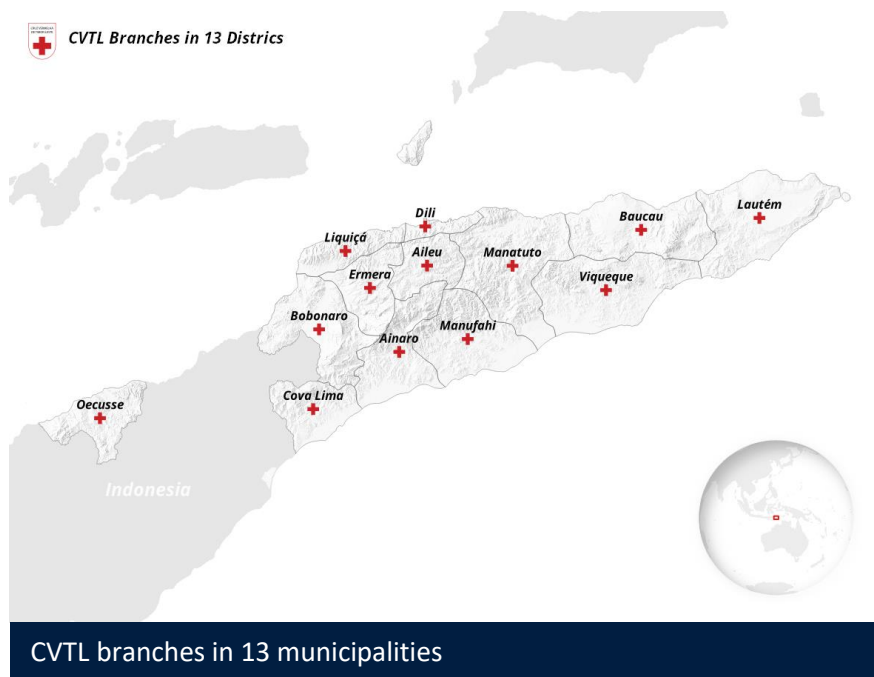 CVTL Branches in 13 Districs
Dili
Lautém
Baucau
Liquiçá
Aileu
Manatuto
Ermera
Viqueque
Bobonaro
Manufahi
Ainaro
Cova Lima
Oecusse
Indonesia
CVTL branches in 13 municipalities